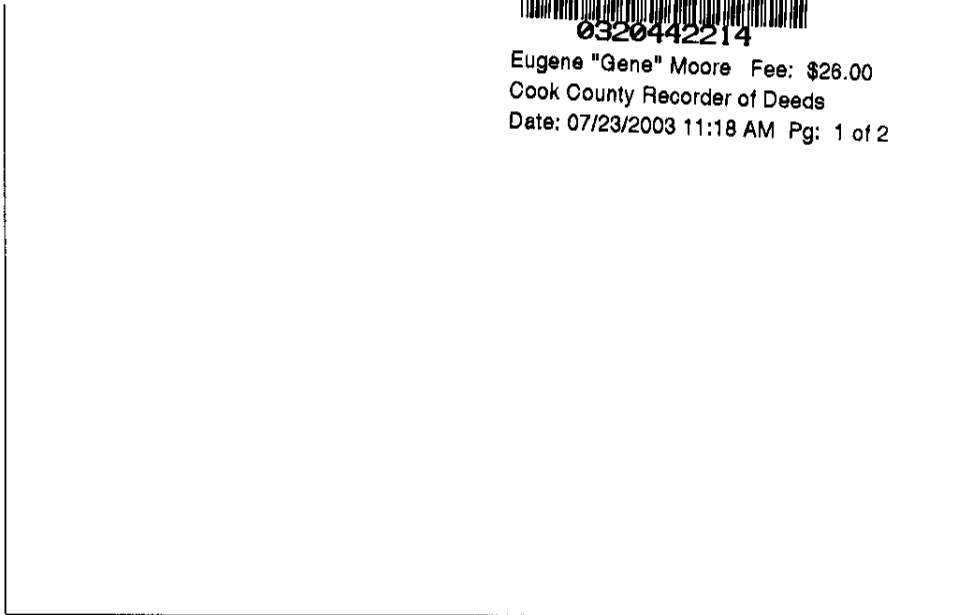 0320442214
Eugene "Gene" Moore Fee: $26.00
Cook County Recorder of Deeds
Date: 07/23/2003 11:18 AM Pg: 1 of 2